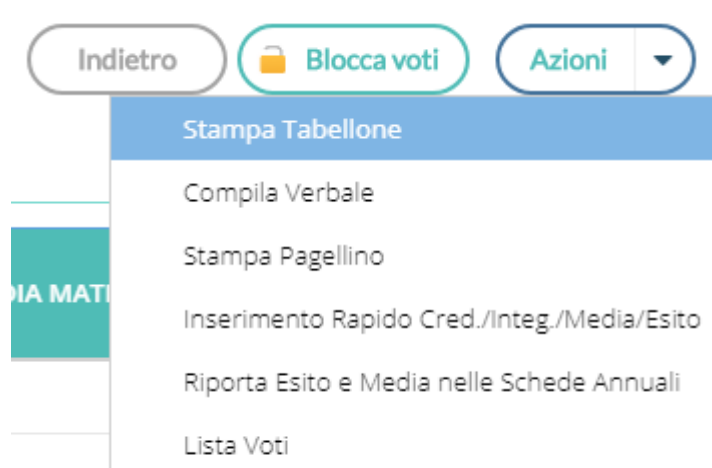 Indietro
Blocca voti
Azioni
Stampa Tabellone
Compila Verbale
Stampa Pagellino
Inserimento Rapido Cred./Integ./Media/Esito
Riporta Esito e Media nelle Schede Annuali
Lista Voti